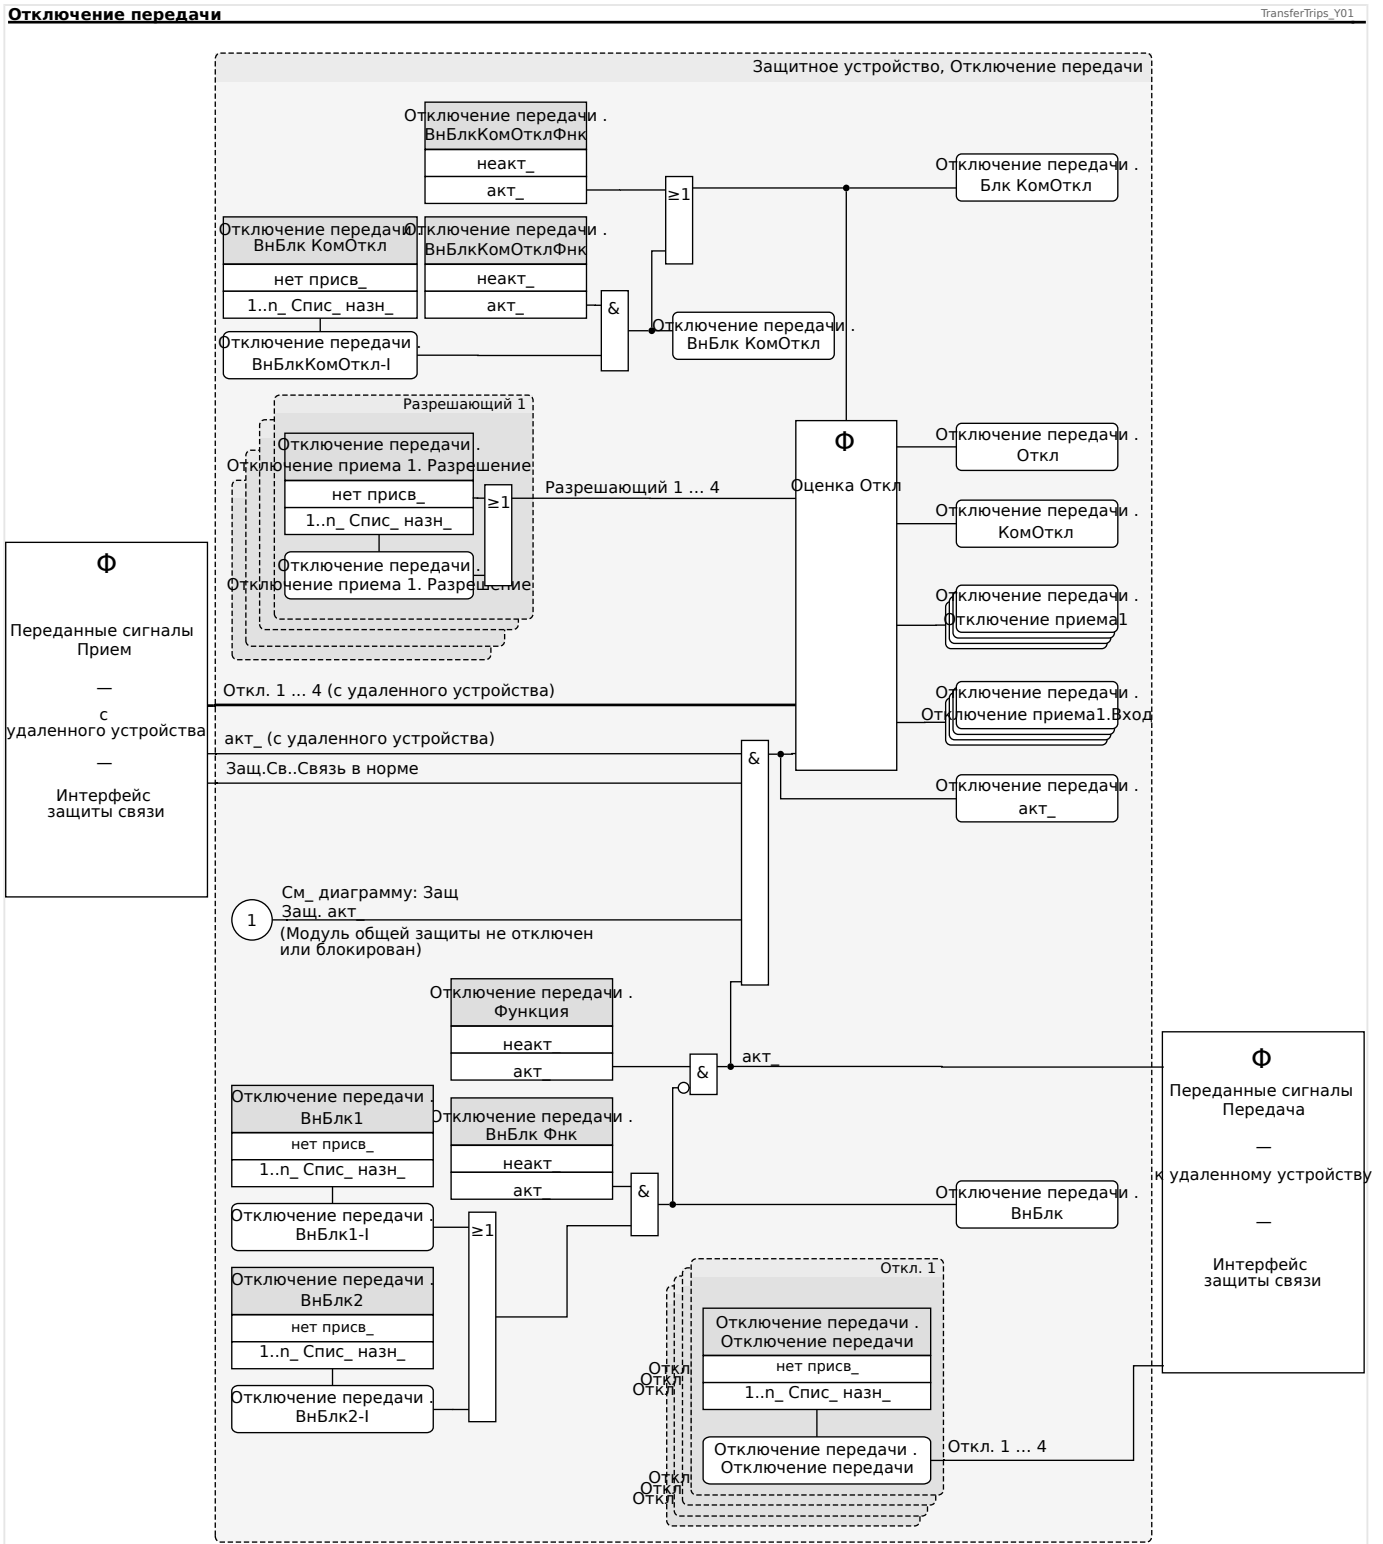 Отключение передачи
TransferTrips_Y01
Защитное устройство, Отключение передачи
Отключение передачи .
ВнБлкКомОтклФнк
неакт_
акт_
≥1
Отключение передачи .
Блк КомОткл
Отключение передачи .
ВнБлк КомОткл
нет присв_
1..n_ Спис_ назн_
Отключение передачи .
ВнБлкКомОтклФнк
неакт_
акт_
&
Отключение передачи .
ВнБлк КомОткл
Отключение передачи .
ВнБлкКомОткл-I
Разрешающий 1
Отключение передачи .
Отключение приема 1. Разрешение
нет присв_
1..n_ Спис_ назн_
≥1
Отключение передачи .
Отключение приема 1. Разрешение
Разрешающий 1 ... 4
Ф
Оценка Откл
Отключение передачи .
Откл
Отключение передачи .
КомОткл
Отключение передачи .
Отключение приема1
Отключение передачи .
Отключение приема1.Вход
Отключение передачи .
акт_
Ф
Переданные сигналы
Прием
—
с
удаленного устройства
—
Интерфейс
защиты связи
Откл. 1 ... 4 (с удаленного устройства)
акт_ (с удаленного устройства)
Защ.Св..Связь в норме
&
1
См_ диаграмму: Защ
Защ. акт_
(Модуль общей защиты не отключен
или блокирован)
Отключение передачи .
Функция
неакт_
акт_
&
акт_
Отключение передачи .
ВнБлк1
нет присв_
1..n_ Спис_ назн_
Отключение передачи .
ВнБлк1-I
Отключение передачи .
ВнБлк Фнк
неакт_
акт_
&
≥1
Отключение передачи .
ВнБлк
Отключение передачи .
ВнБлк2
нет присв_
1..n_ Спис_ назн_
Отключение передачи .
ВнБлк2-I
Ф
Переданные сигналы
Передача
—
к удаленному устройству
—
Интерфейс
защиты связи
Откл. 1
Отключение передачи .
Отключение передачи
нет присв_
1..n_ Спис_ назн_
Откл
Откл
Откл
Отключение передачи .
Отключение передачи
Откл. 1 ... 4
Откл
Откл
Откл